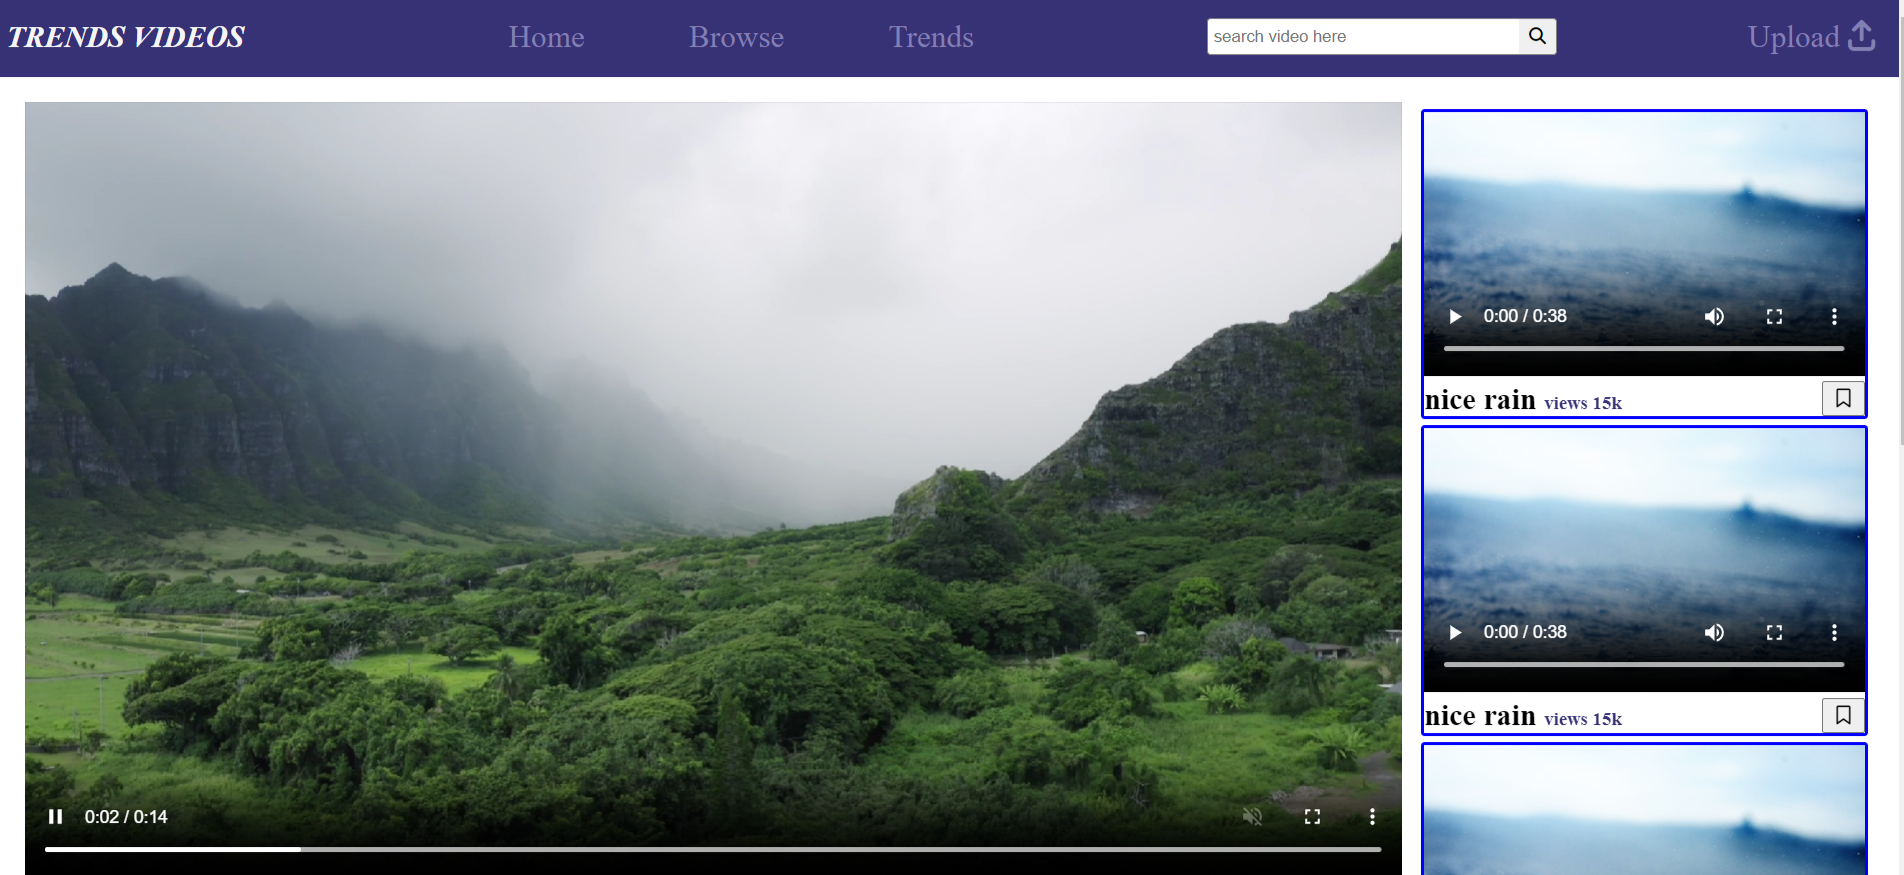 TRENDS VIDEOS Home Browse Trends search video here Upload
0:00 / 0:38
nice rain views 15k
0:00 / 0:38
nice rain views 15k
0:02 / 0:14